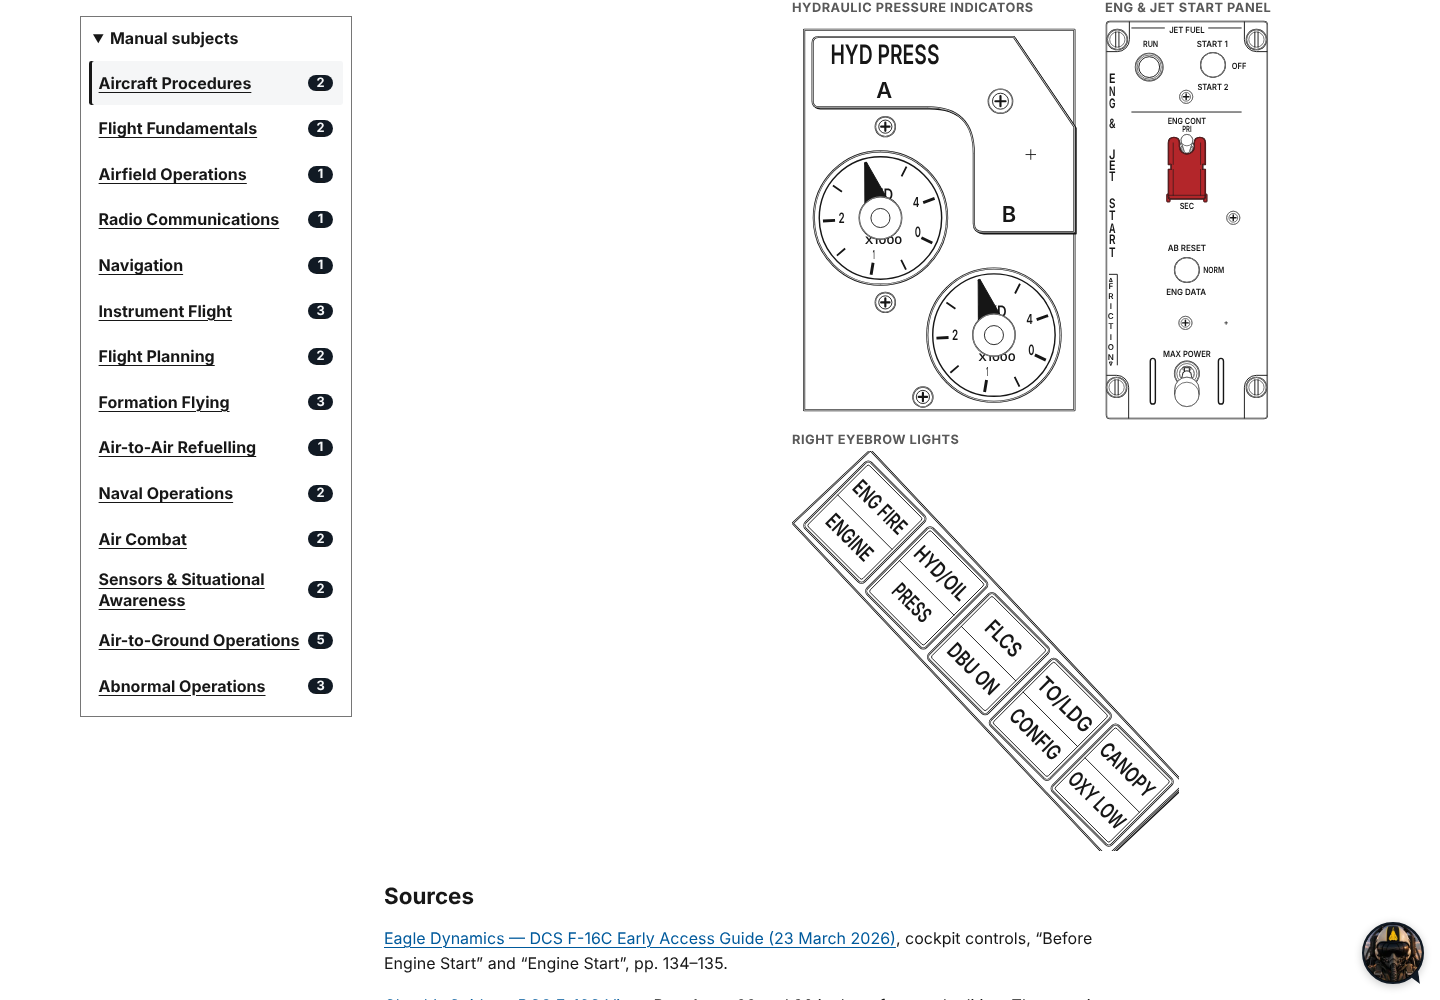 ▼ Manual subjects
Aircraft Procedures 2
Flight Fundamentals 2
Airfield Operations 1
Radio Communications 1
Navigation 1
Instrument Flight 3
Flight Planning 2
Formation Flying 3
Air-to-Air Refuelling 1
Naval Operations 2
Air Combat 2
Sensors & Situational
Awareness 2
Air-to-Ground Operations 5
Abnormal Operations 3
HYDRAULIC PRESSURE INDICATORS
HYD PRESS
A
B
2
4
0
X1000
1
2
4
0
X1000
1
ENG & JET START PANEL
JET FUEL
RUN
START 1
OFF
START 2
ENG & JET START
ENG CONT
PRI
SEC
AB RESET
NORM
ENG DATA
FRICTION
MAX POWER
RIGHT EYEBROW LIGHTS
ENG FIRE
ENGINE
HYD/OIL
PRESS
FLCS
DBU ON
TO/LDG
CONFIG
CANOPY
OXY LOW
Sources
Eagle Dynamics — DCS F-16C Early Access Guide (23 March 2026), cockpit controls, “Before
Engine Start” and “Engine Start”, pp. 134–135.